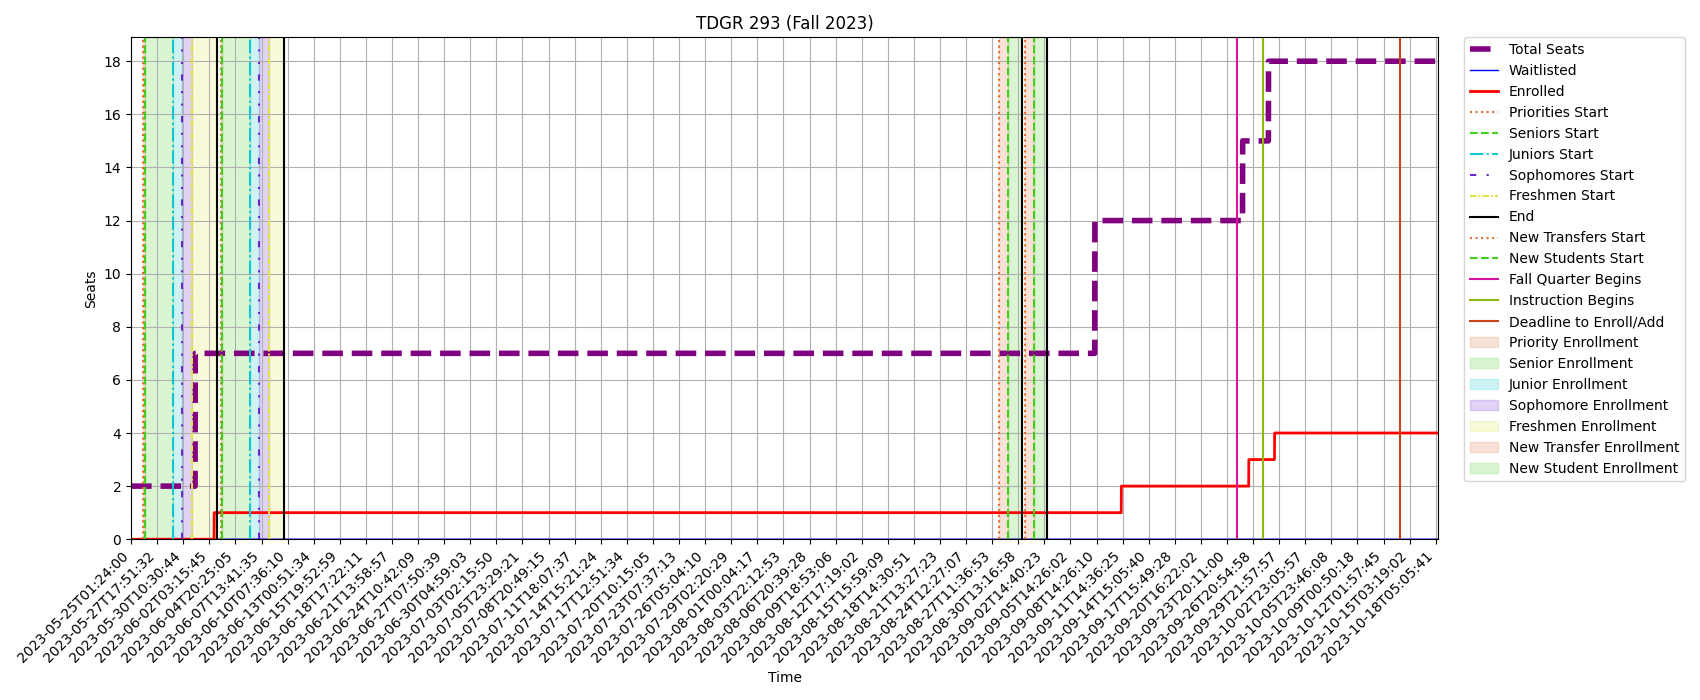 TDGR 293 (Fall 2023)
Seats
18
16
14
12
10
8
6
4
2
0
2023-05-25T01:24:00
2023-05-27T17:51:32
2023-05-30T10:30:44
2023-06-02T03:15:45
2023-06-04T20:25:05
2023-06-07T13:41:35
2023-06-10T07:36:10
2023-06-13T00:51:34
2023-06-15T19:52:59
2023-06-18T17:22:11
2023-06-21T13:58:57
2023-06-24T10:42:09
2023-06-27T07:50:39
2023-06-30T04:59:03
2023-07-03T02:15:50
2023-07-05T23:29:21
2023-07-08T20:49:15
2023-07-11T18:07:37
2023-07-14T15:21:24
2023-07-17T12:51:34
2023-07-20T10:15:05
2023-07-23T07:37:13
2023-07-26T05:04:10
2023-07-29T02:20:29
2023-08-01T00:04:17
2023-08-03T22:12:53
2023-08-06T20:39:28
2023-08-09T18:53:06
2023-08-12T17:19:02
2023-08-15T15:59:09
2023-08-18T14:30:51
2023-08-21T13:27:23
2023-08-24T12:27:07
2023-08-27T11:36:53
2023-08-30T13:16:58
2023-09-02T14:40:23
2023-09-05T14:26:02
2023-09-08T14:26:10
2023-09-11T14:36:25
2023-09-14T15:05:40
2023-09-17T15:49:28
2023-09-20T16:22:02
2023-09-23T20:11:00
2023-09-26T20:54:58
2023-09-29T21:57:57
2023-10-02T23:05:57
2023-10-05T23:46:08
2023-10-09T00:50:18
2023-10-12T01:57:45
2023-10-15T03:19:02
2023-10-18T05:05:41
Time
Total Seats
Waitlisted
Enrolled
Priorities Start
Seniors Start
Juniors Start
Sophomores Start
Freshmen Start
End
New Transfers Start
New Students Start
Fall Quarter Begins
Instruction Begins
Deadline to Enroll/Add
Priority Enrollment
Senior Enrollment
Junior Enrollment
Sophomore Enrollment
Freshmen Enrollment
New Transfer Enrollment
New Student Enrollment